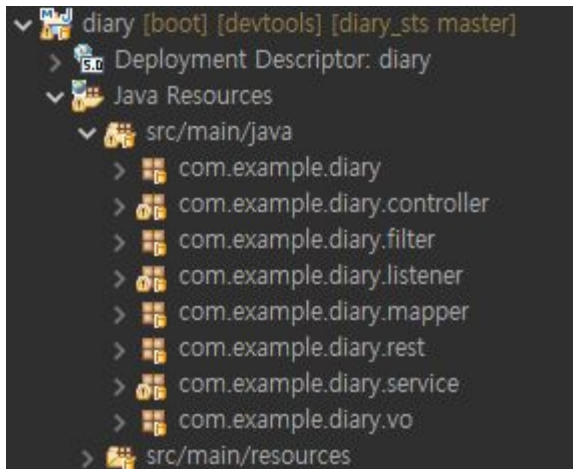 diary [boot] [devtools] [diary_sts master]
5.0 Deployment Descriptor: diary
Java Resources
src/main/java
com.example.diary
com.example.diary.controller
com.example.diary.filter
com.example.diary.listener
com.example.diary.mapper
com.example.diary.rest
com.example.diary.service
com.example.diary.vo
src/main/resources